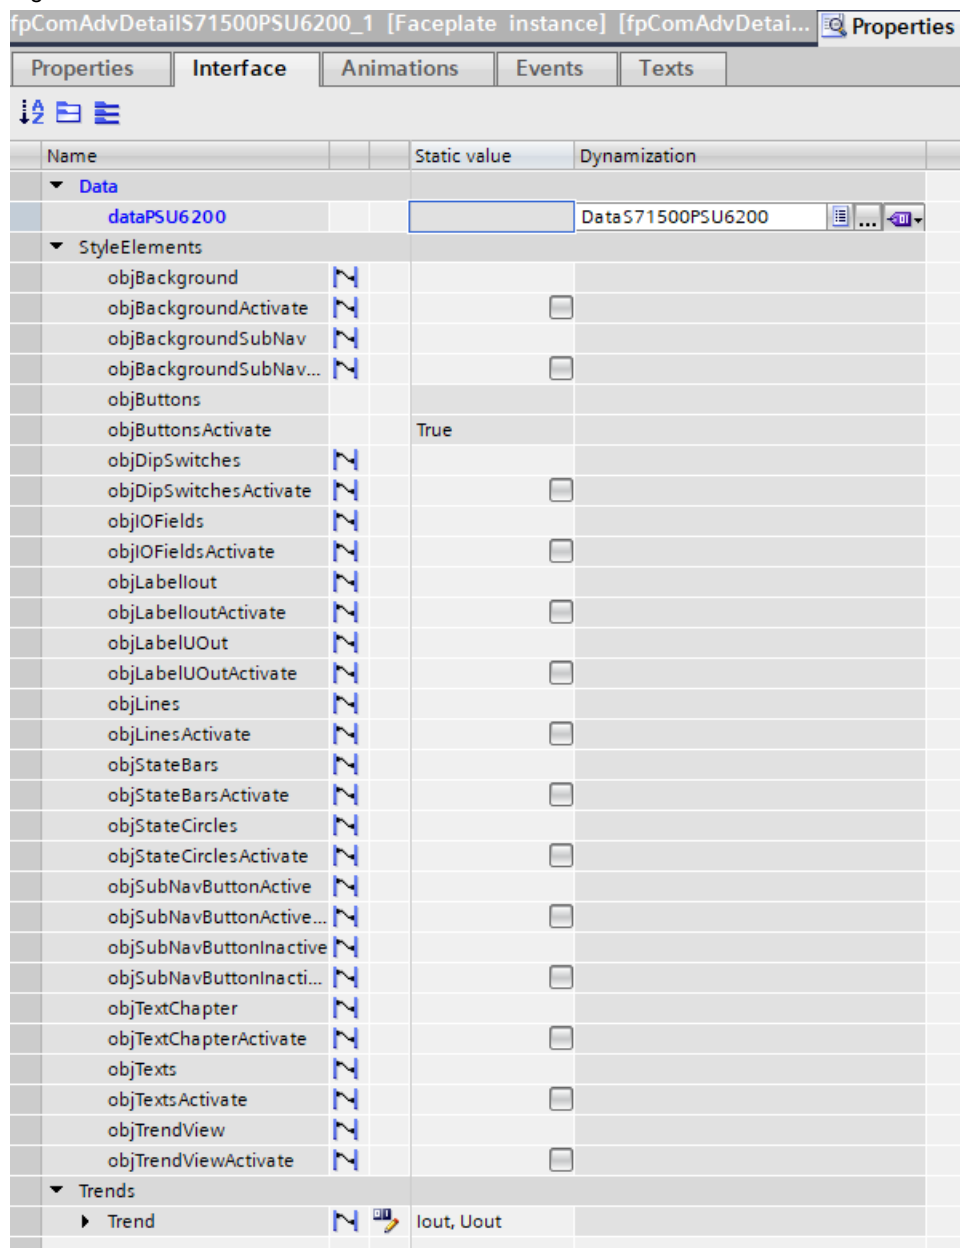 fpComAdvDetailS71500PSU6200_1 [Faceplate instance] [fpComAdvDetai... Properties
Properties Interface Animations Events Texts
Name Static value Dynamization
Data
dataPSU6200 DataS71500PSU6200 ...
StyleElements
objBackground
objBackgroundActivate
objBackgroundSubNav
objBackgroundSubNav...
objButtons
objButtonsActivate True
objDipSwitches
objDipSwitchesActivate
objIOFields
objIOFieldsActivate
objLabelIout
objLabelIoutActivate
objLabelUOut
objLabelUOutActivate
objLines
objLinesActivate
objStateBars
objStateBarsActivate
objStateCircles
objStateCirclesActivate
objSubNavButtonActive
objSubNavButtonActive...
objSubNavButtonInactive
objSubNavButtonInacti...
objTextChapter
objTextChapterActivate
objTexts
objTextsActivate
objTrendView
objTrendViewActivate
Trends
Trend Iout, Uout